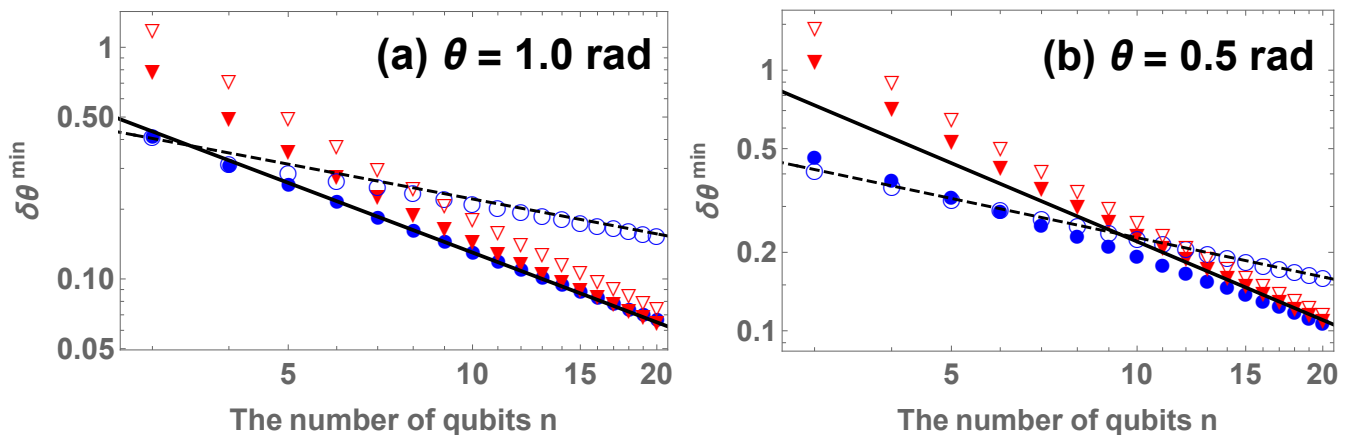 (a) θ = 1.0 rad
δθ^min
1
0.50
0.10
0.05
5
10
15
20
The number of qubits n
(b) θ = 0.5 rad
δθ^min
1
0.5
0.2
0.1
5
10
15
20
The number of qubits n